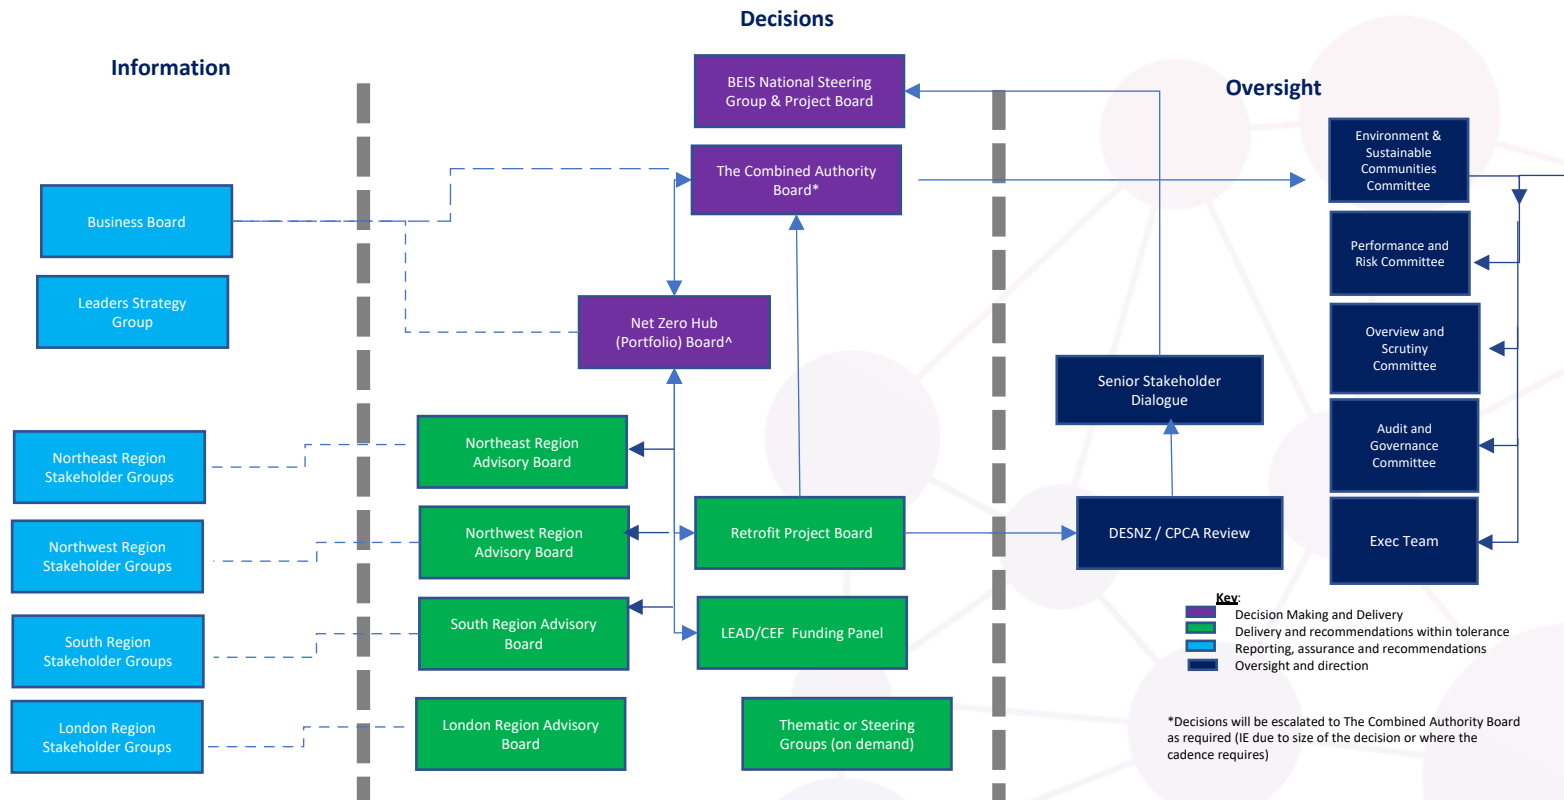 Decisions
Information
Oversight
BEIS National Steering
Group & Project Board
The Combined Authority
Board*
Environment &
Sustainable
Communities
Committee
Business Board
Performance and
Risk Committee
Leaders Strategy
Group
Net Zero Hub
(Portfolio) Board^
Overview and
Scrutiny
Committee
Senior Stakeholder
Dialogue
Northeast Region
Stakeholder Groups
Northeast Region
Advisory Board
Audit and
Governance
Committee
Northwest Region
Stakeholder Groups
Northwest Region
Advisory Board
Retrofit Project Board
DESNZ / CPCA Review
Exec Team
South Region
Stakeholder Groups
South Region Advisory
Board
LEAD/CEF Funding Panel
Key:
Decision Making and Delivery
Delivery and recommendations within tolerance
Reporting, assurance and recommendations
Oversight and direction
London Region
Stakeholder Groups
London Region Advisory
Board
Thematic or Steering
Groups (on demand)
*Decisions will be escalated to The Combined Authority Board
as required (IE due to size of the decision or where the
cadence requires)